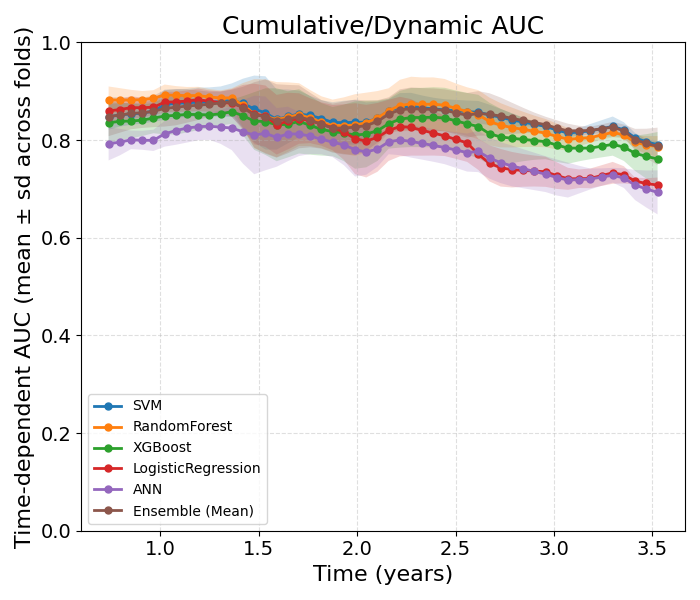 Cumulative/Dynamic AUC
Time-dependent AUC (mean ± sd across folds)
1.0
0.8
0.6
0.4
0.2
0.0
SVM
RandomForest
XGBoost
LogisticRegression
ANN
Ensemble (Mean)
1.0 1.5 2.0 2.5 3.0 3.5
Time (years)